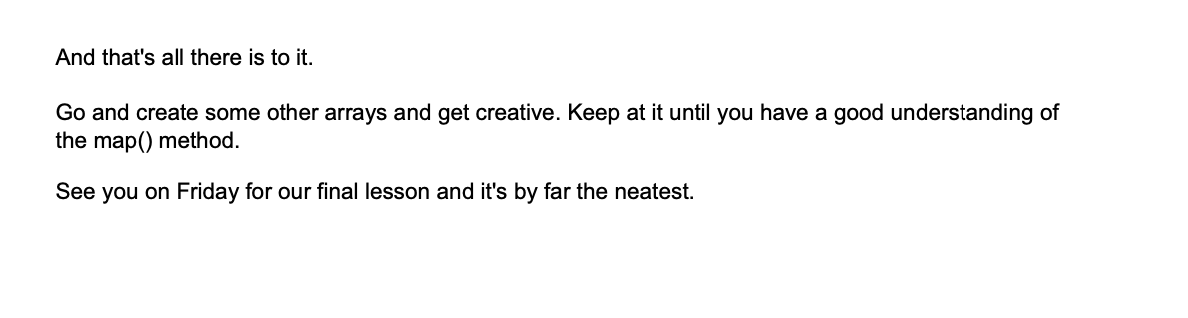 And that's all there is to it.
Go and create some other arrays and get creative. Keep at it until you have a good understanding of
the map() method.
See you on Friday for our final lesson and it's by far the neatest.